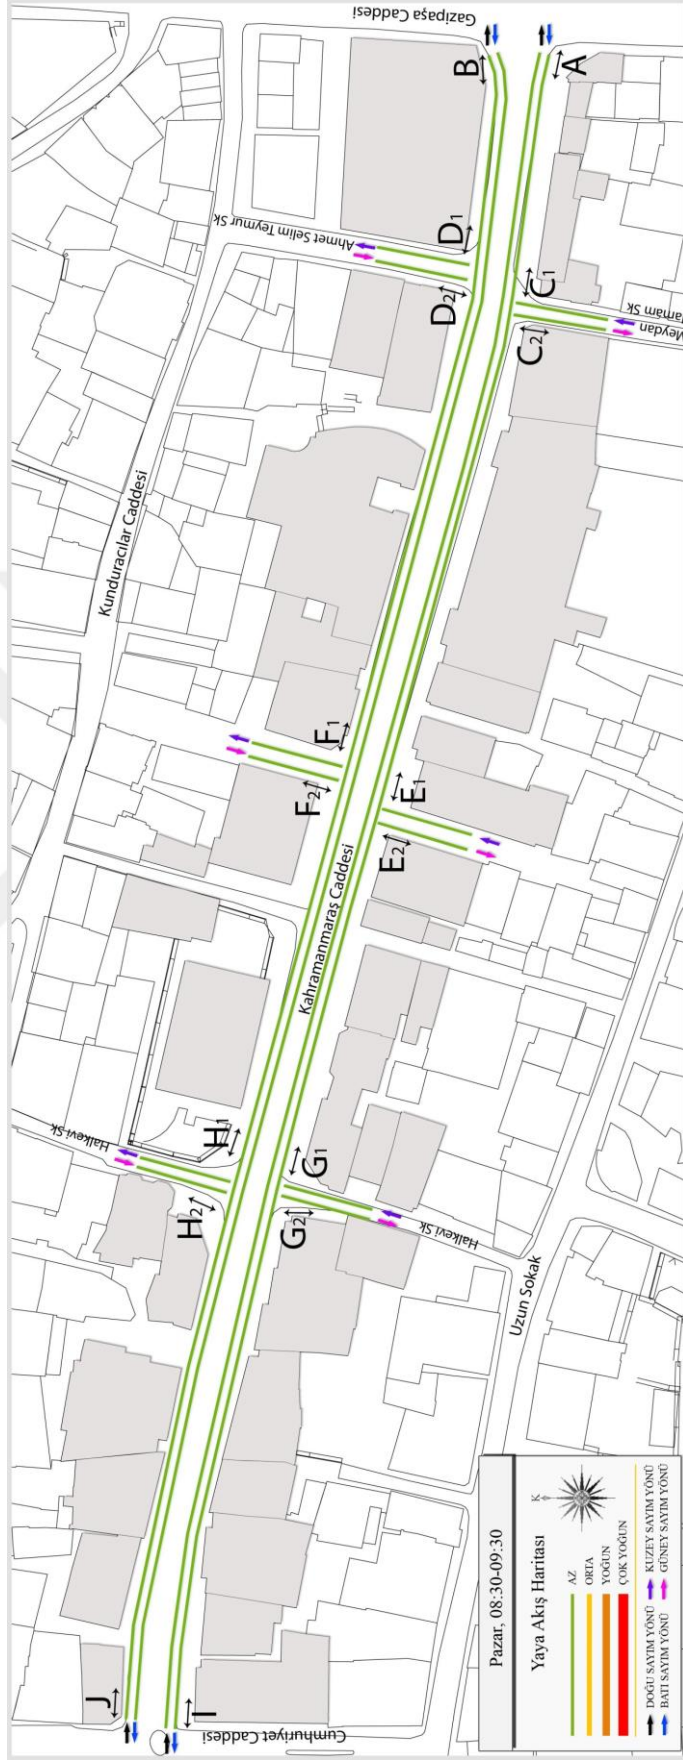 Gazipaşa Caddesi
B
A
D1
Ahmet Selim Teymur Sk
D2
C1
C2
Meydan
Hamam Sk
Kunduracılar Caddesi
F1
F2
E1
E2
Kahramanmaraş Caddesi
Halkevi Sk
H1
H2
G1
G2
Halkevi Sk
Uzun Sokak
J
I
Cumhuriyet Caddesi
Pazar, 08:30-09:30
Yaya Akış Haritası
K
AZ
ORTA
YOĞUN
ÇOK YOĞUN
DOĞU SAYIM YÖNÜ
KUZEY SAYIM YÖNÜ
BATI SAYIM YÖNÜ
GÜNEY SAYIM YÖNÜ